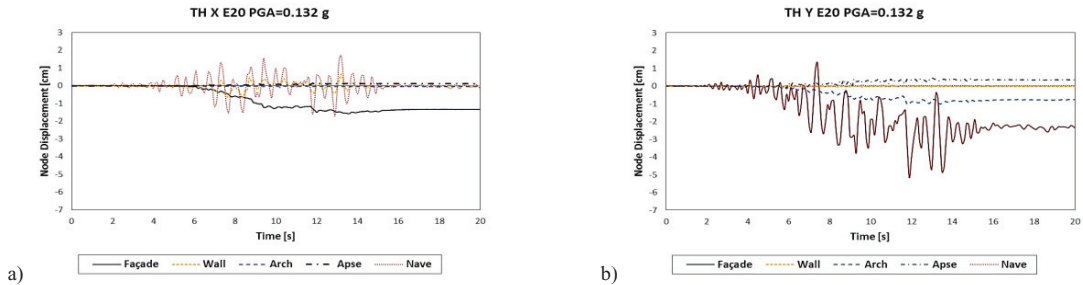 TH X E20 PGA=0.132 g
Node Displacement [cm]
3
2
1
0
-1
-2
-3
-4
-5
-6
-7
0 2 4 6 8 10 12 14 16 18 20
Time [s]
Façade Wall Arch Apse Nave
a)
TH Y E20 PGA=0.132 g
Node Displacement [cm]
3
2
1
0
-1
-2
-3
-4
-5
-6
-7
0 2 4 6 8 10 12 14 16 18 20
Time [s]
Façade Wall Arch Apse Nave
b)